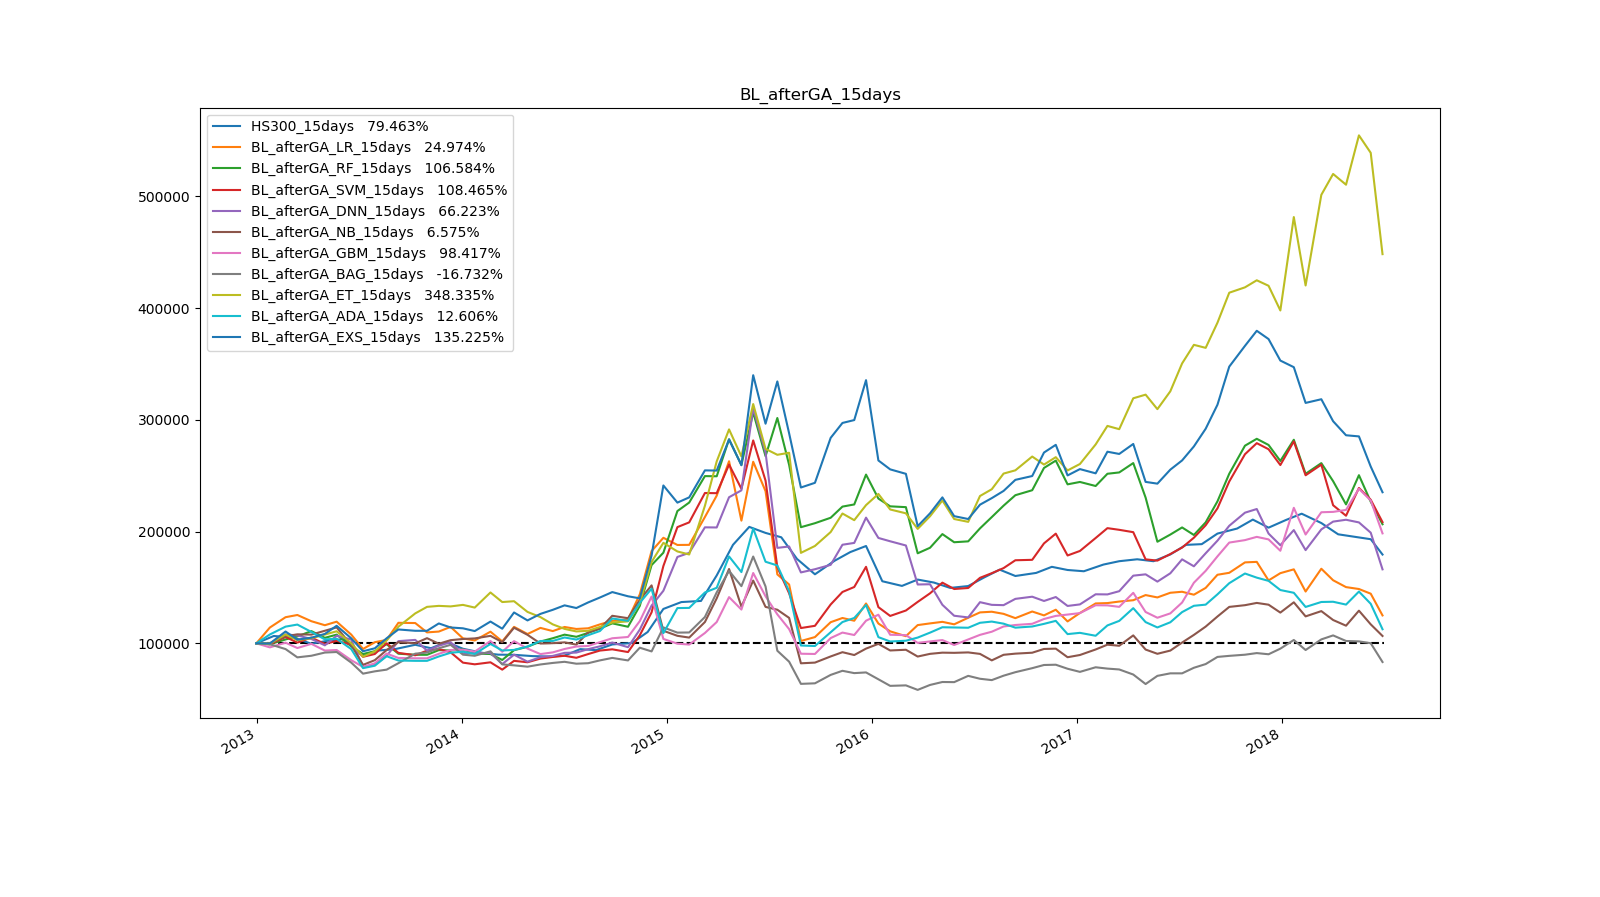 BL_afterGA_15days
HS300_15days 79.463%
BL_afterGA_LR_15days 24.974%
BL_afterGA_RF_15days 106.584%
BL_afterGA_SVM_15days 108.465%
BL_afterGA_DNN_15days 66.223%
BL_afterGA_NB_15days 6.575%
BL_afterGA_GBM_15days 98.417%
BL_afterGA_BAG_15days -16.732%
BL_afterGA_ET_15days 348.335%
BL_afterGA_ADA_15days 12.606%
BL_afterGA_EXS_15days 135.225%
500000
400000
300000
200000
100000
2013
2014
2015
2016
2017
2018